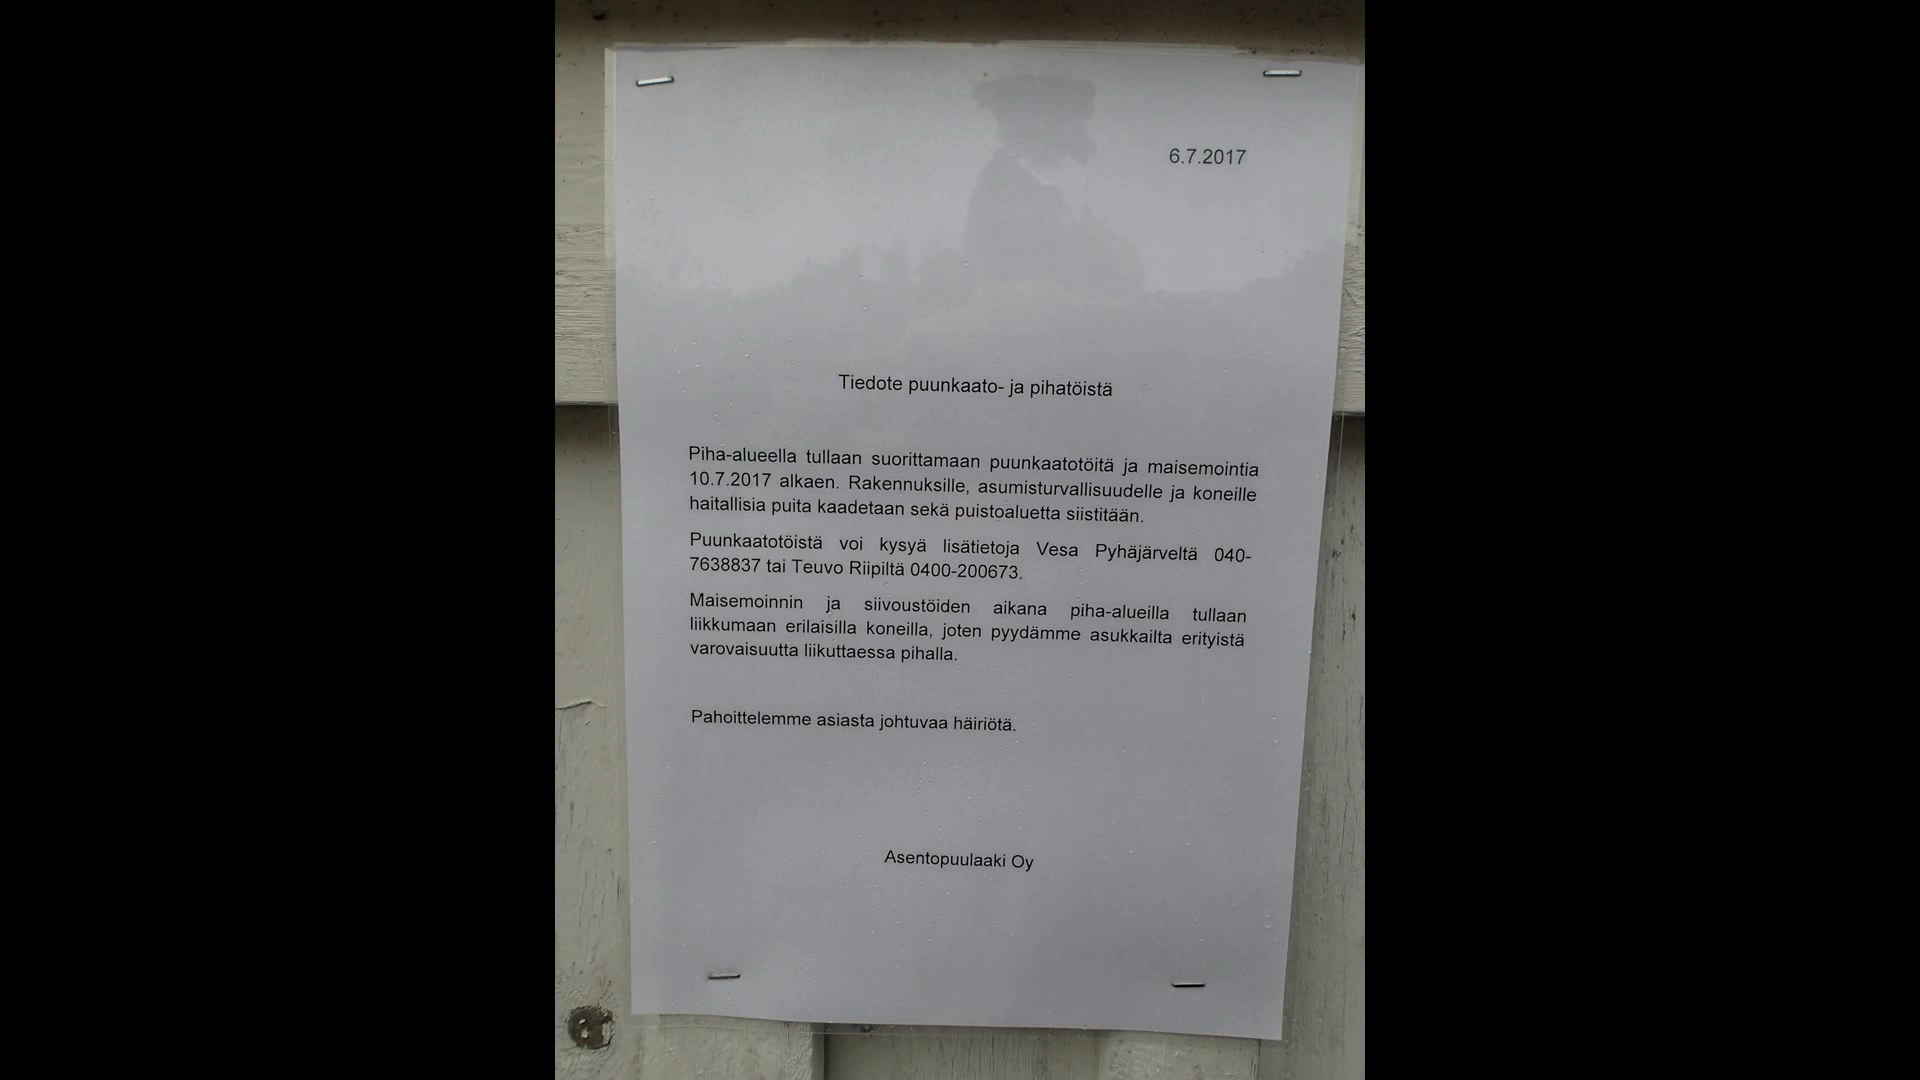 6.7.2017
Tiedote puunkaato- ja pihatöistä
Piha-alueella tullaan suorittamaan puunkaatotöitä ja maisemointia
10.7.2017 alkaen. Rakennuksille, asumisturvallisuudelle ja koneille
haitallisia puita kaadetaan sekä puistoaluetta siistitään.
Puunkaatotöistä voi kysyä lisätietoja Vesa Pyhäjärveltä 040-
7638837 tai Teuvo Riipiltä 0400-200673.
Maisemoinnin ja siivoustöiden aikana piha-alueilla tullaan
liikkumaan erilaisilla koneilla, joten pyydämme asukkailta erityistä
varovaisuutta liikuttaessa pihalla.
Pahoittelemme asiasta johtuvaa häiriötä.
Asentopuulaaki Oy